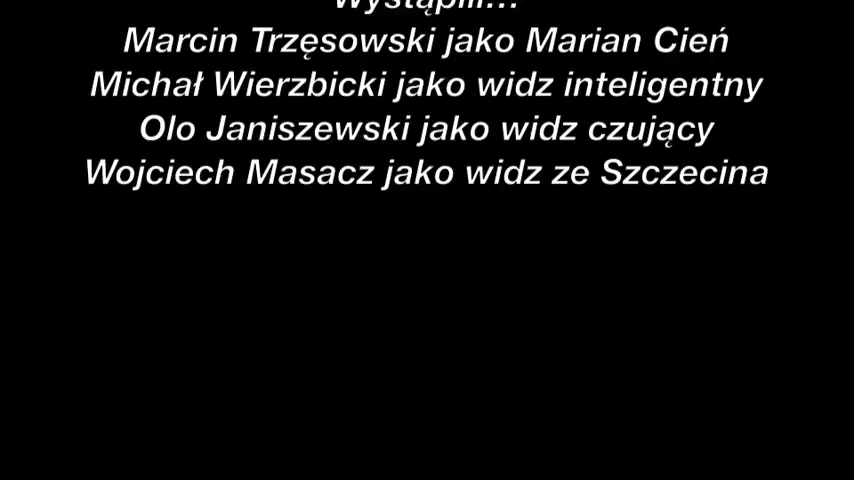 Wystąpili...
Marcin Trzęsowski jako Marian Cień
Michał Wierzbicki jako widz inteligentny
Olo Janiszewski jako widz czujący
Wojciech Masacz jako widz ze Szczecina